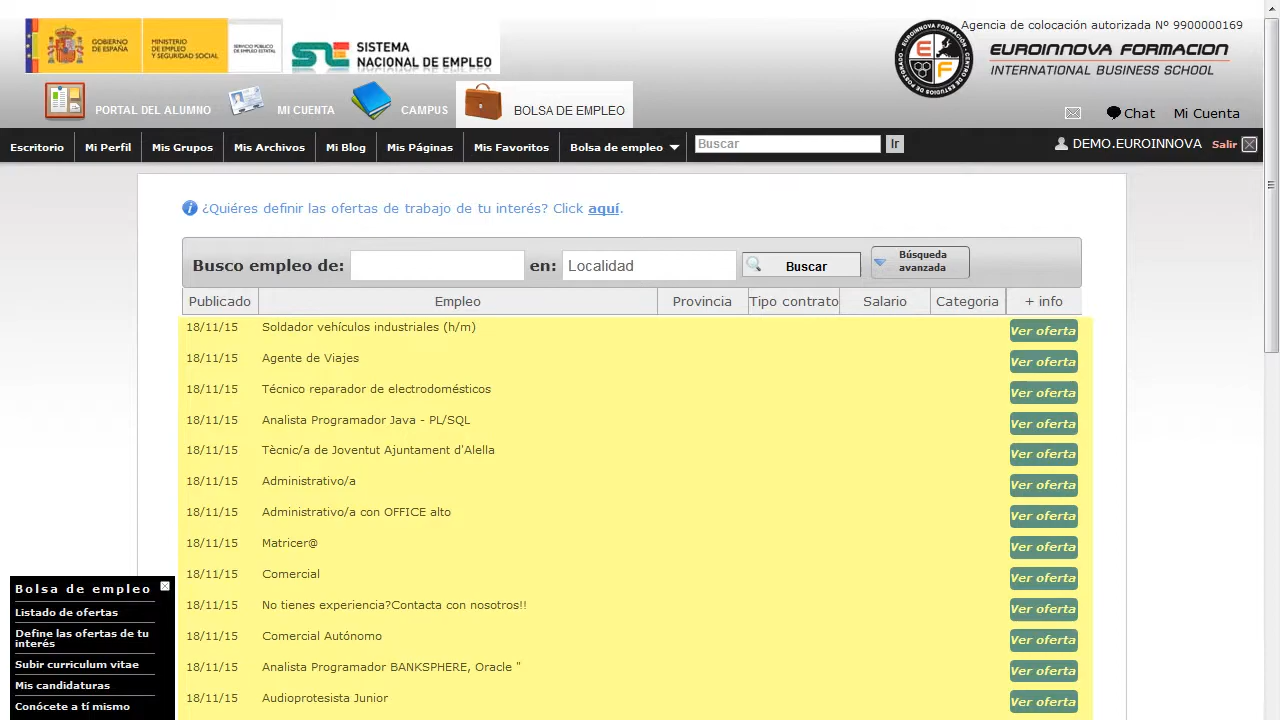 GOBIERNO DE ESPAÑA
MINISTERIO DE EMPLEO Y SEGURIDAD SOCIAL
SERVICIO PÚBLICO DE EMPLEO ESTATAL
SISTEMA
NACIONAL DE EMPLEO
Agencia de colocación autorizada Nº 9900000169
EUROINNOVA FORMACION
INTERNATIONAL BUSINESS SCHOOL
PORTAL DEL ALUMNO MI CUENTA CAMPUS BOLSA DE EMPLEO
Chat Mi Cuenta
Escritorio Mi Perfil Mis Grupos Mis Archivos Mi Blog Mis Páginas Mis Favoritos Bolsa de empleo Buscar Ir DEMO.EUROINNOVA Salir
¿Quiéres definir las ofertas de trabajo de tu interés? Click aquí.
Busco empleo de: en: Localidad Buscar Búsqueda avanzada
Publicado Empleo Provincia Tipo contrato Salario Categoria + info
18/11/15 Soldador vehículos industriales (h/m) Ver oferta
18/11/15 Agente de Viajes Ver oferta
18/11/15 Técnico reparador de electrodomésticos Ver oferta
18/11/15 Analista Programador Java - PL/SQL Ver oferta
18/11/15 Tècnic/a de Joventut Ajuntament d'Alella Ver oferta
18/11/15 Administrativo/a Ver oferta
18/11/15 Administrativo/a con OFFICE alto Ver oferta
18/11/15 Matricer@ Ver oferta
18/11/15 Comercial Ver oferta
18/11/15 No tienes experiencia?Contacta con nosotros!! Ver oferta
18/11/15 Comercial Autónomo Ver oferta
18/11/15 Analista Programador BANKSPHERE, Oracle " Ver oferta
18/11/15 Audioprotesista Junior Ver oferta
Bolsa de empleo
Listado de ofertas
Define las ofertas de tu
interés
Subir curriculum vitae
Mis candidaturas
Conócete a tí mismo